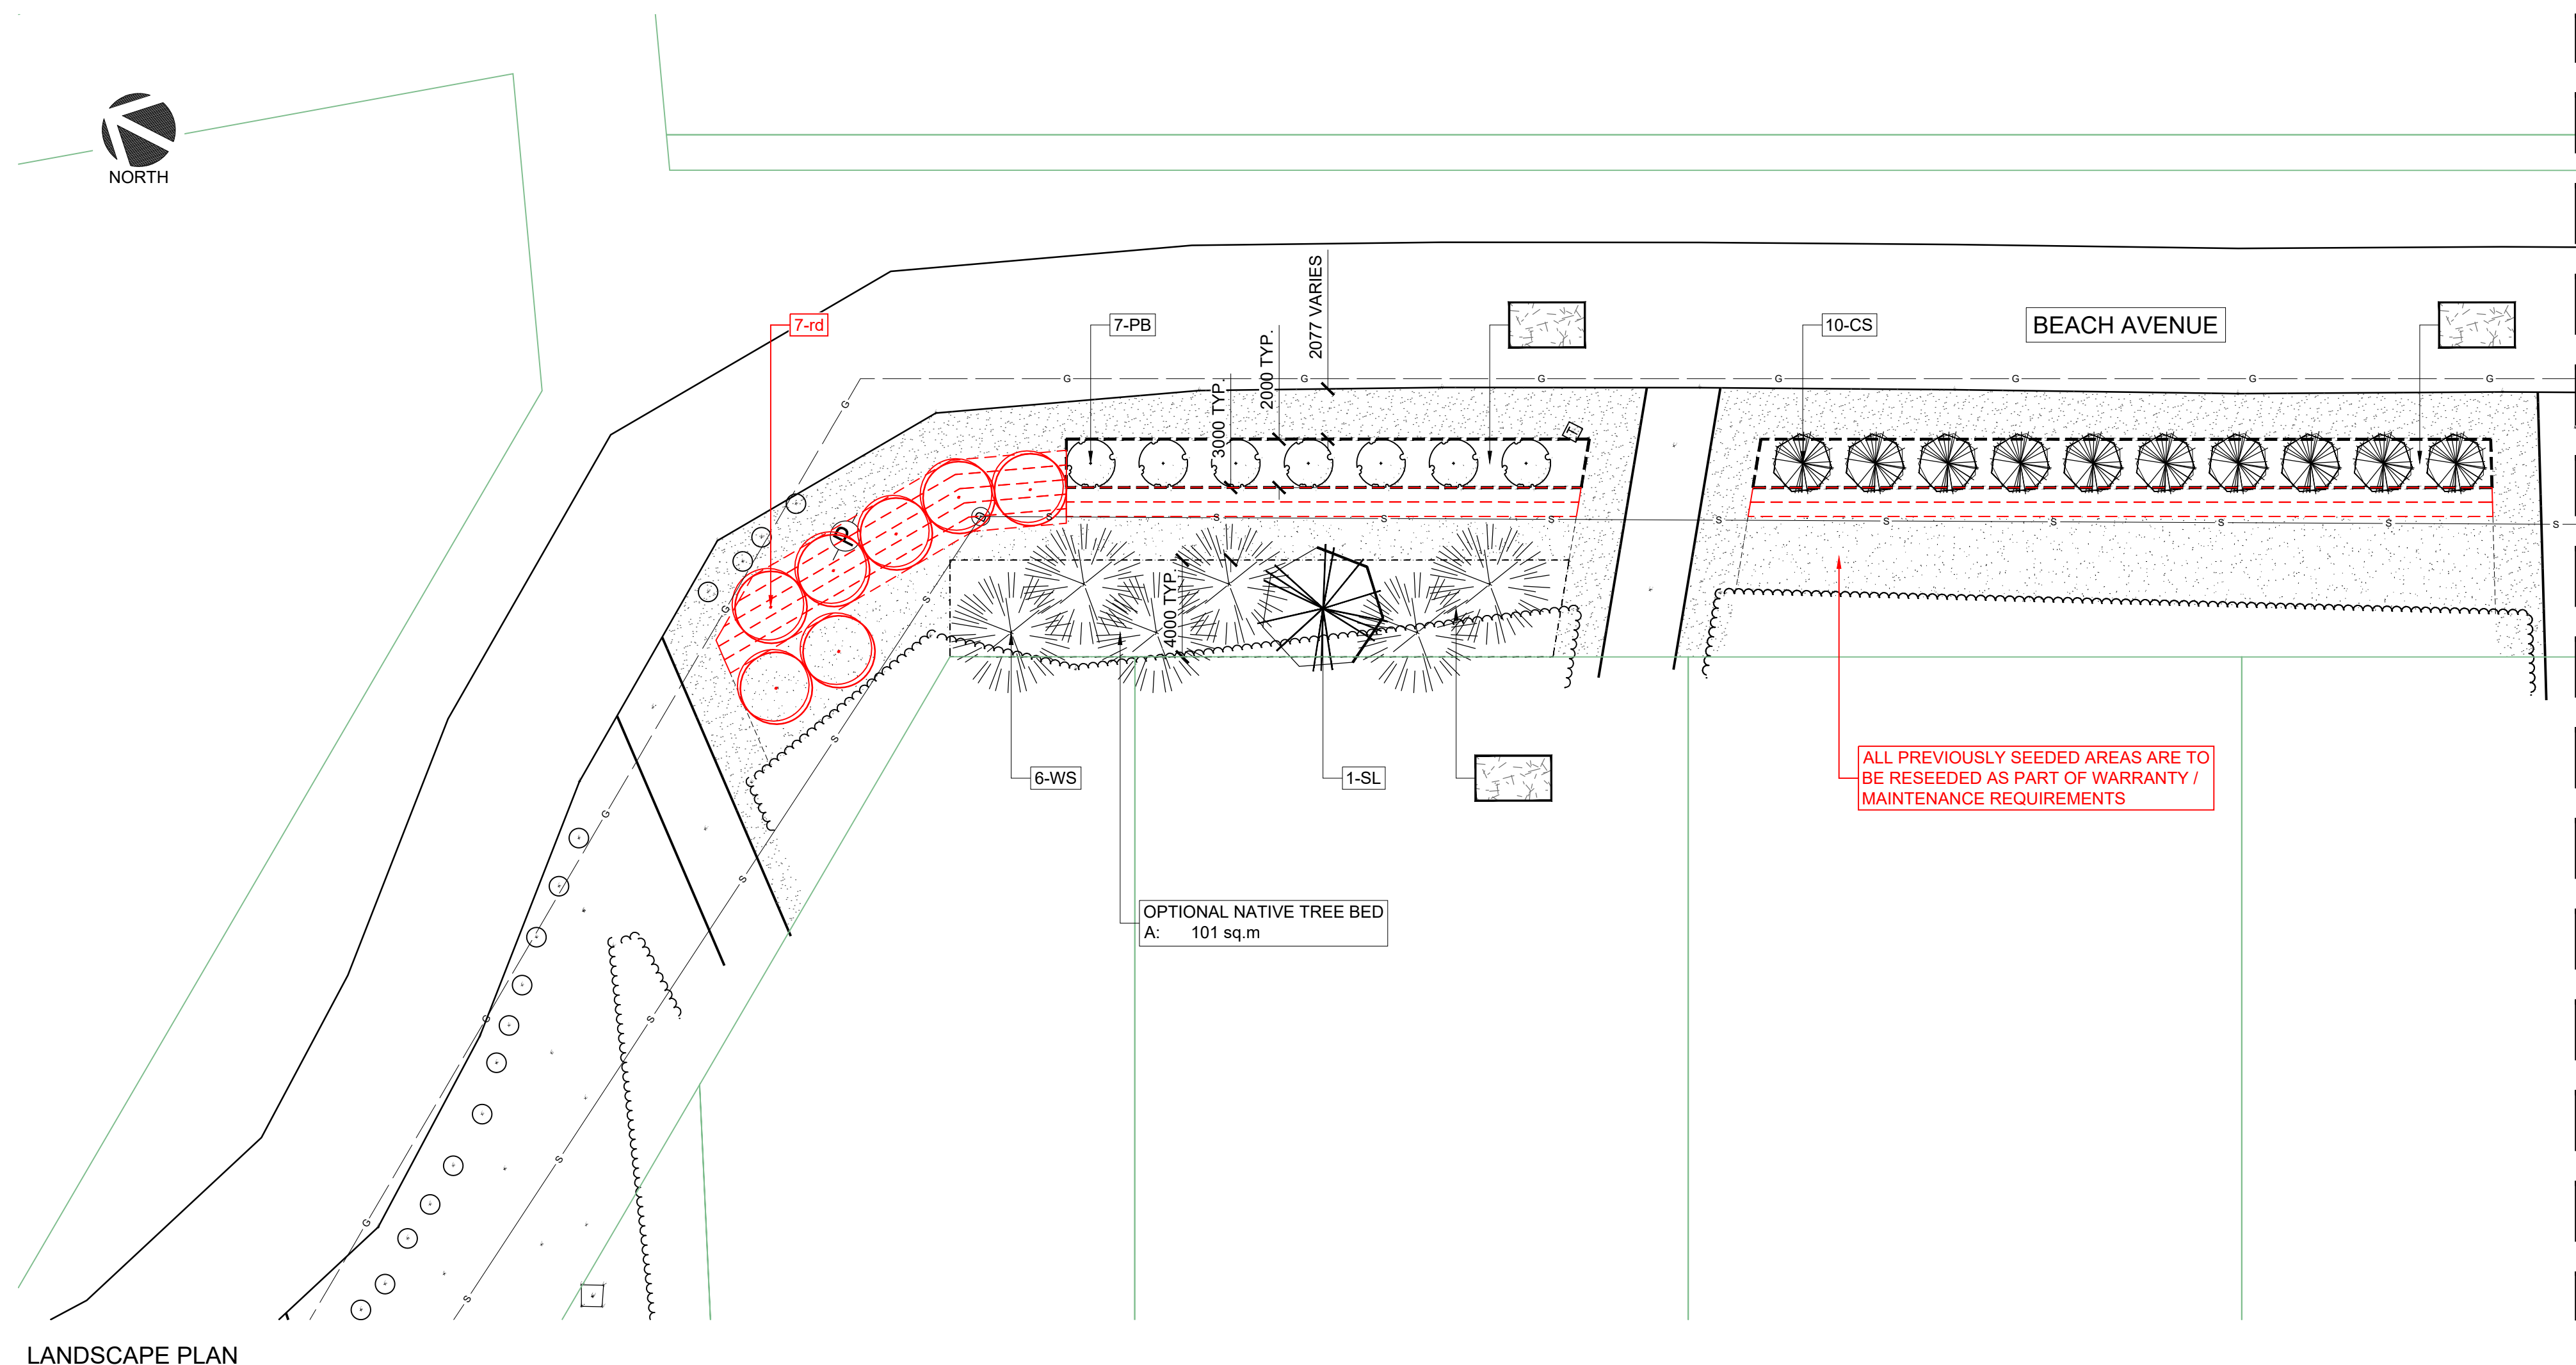 NORTH
7-rd
7-PB
3000 TYP.
2000 TYP.
2077 VARIES
10-CS
BEACH AVENUE
G
G
G
G
G
G
G
G
T
P
D
S
S
S
S
S
S
S
S
S
S
G
S
4000 TYP.
6-WS
1-SL
S
G
S
ALL PREVIOUSLY SEEDED AREAS ARE TO
BE RESEEDED AS PART OF WARRANTY /
MAINTENANCE REQUIREMENTS
OPTIONAL NATIVE TREE BED
A: 101 sq.m
G
S
S
G
S
LANDSCAPE PLAN